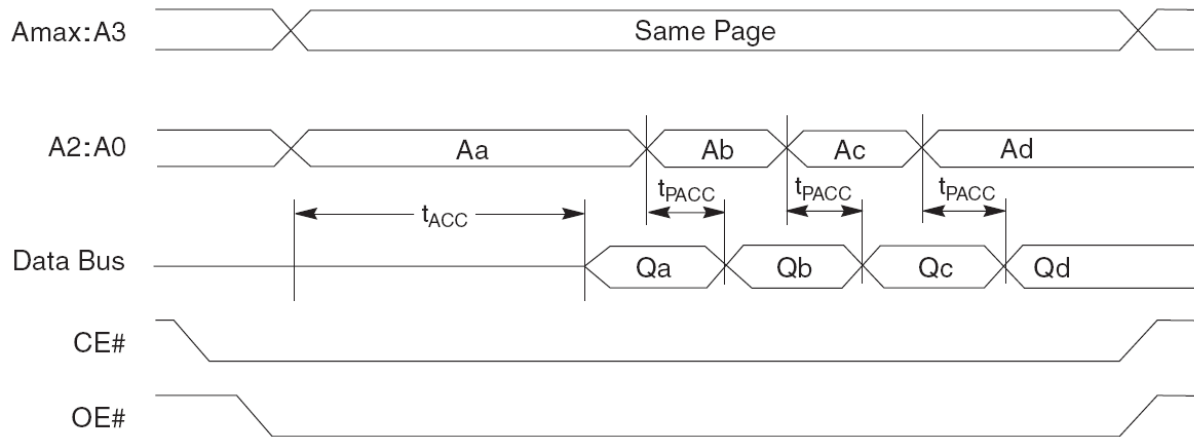 Amax:A3 Same Page
A2:A0 Aa Ab Ac Ad
tACC tPACC tPACC tPACC
Data Bus Qa Qb Qc Qd
CE#
OE#